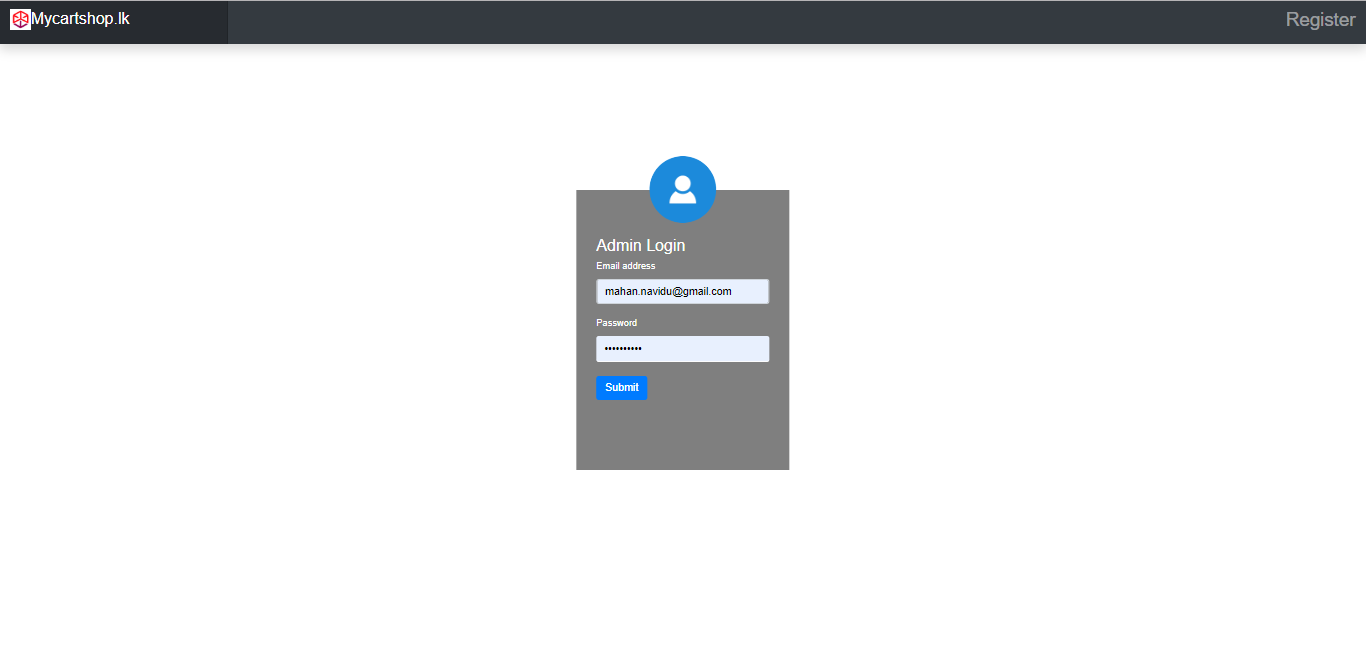 Mycartshop.lk
Register
Admin Login
Email address
mahan.navidu@gmail.com
Password
••••••••••
Submit